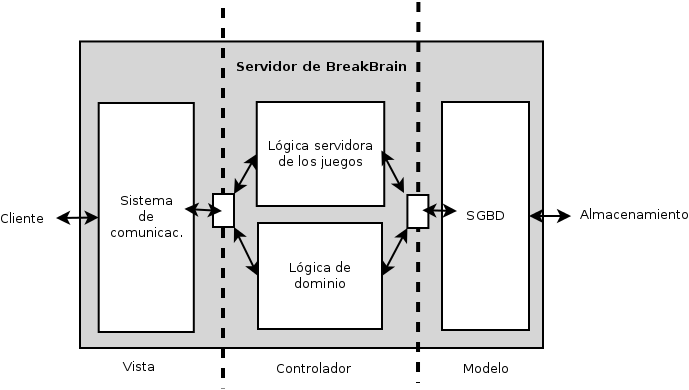 Servidor de BreakBrain
Lógica servidora
de los juegos
Sistema
de
comunicac.
Cliente
SGBD
Almacenamiento
Lógica de
dominio
Vista
Controlador
Modelo